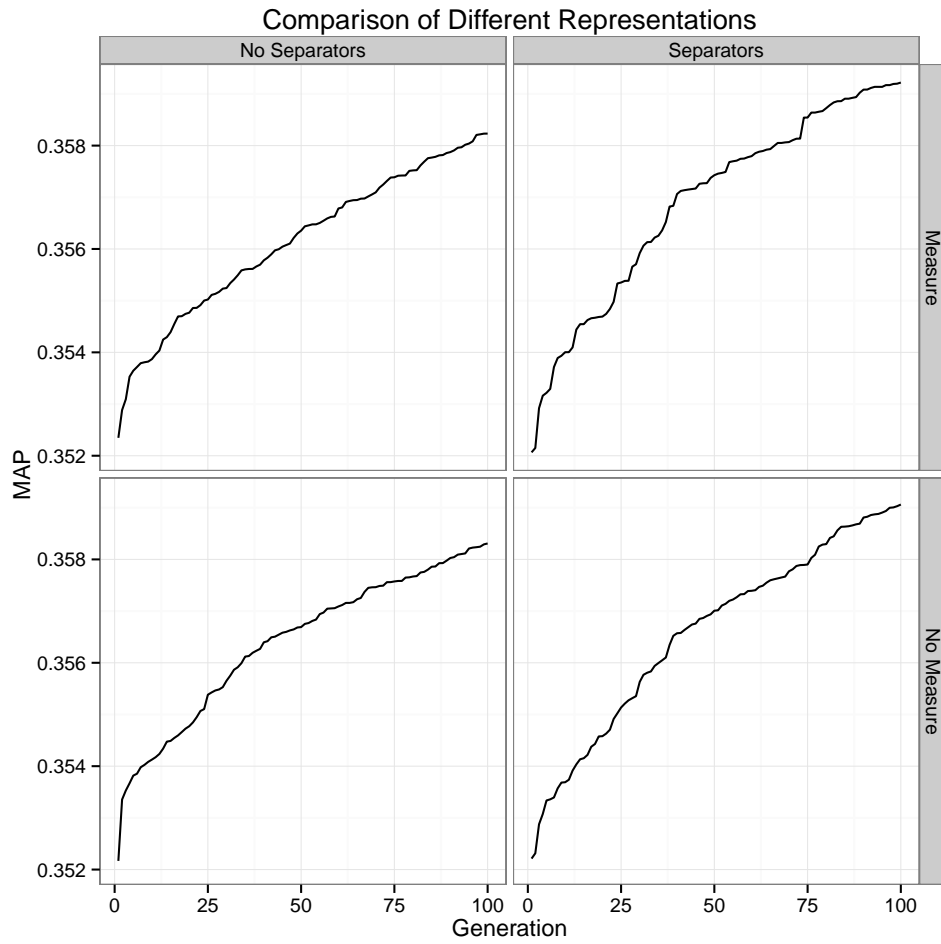 Comparison of Different Representations
No Separators
Separators
0.358
0.356
0.354
0.352
Measure
MAP
0.358
0.356
0.354
0.352
No Measure
0 25 50 75 100
0 25 50 75 100
Generation